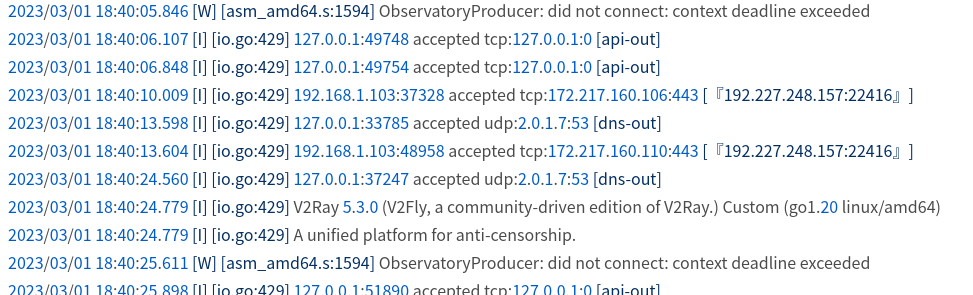 2023/03/01 18:40:05.846 [W] [asm_amd64.s:1594] ObservatoryProducer: did not connect: context deadline exceeded
2023/03/01 18:40:06.107 [I] [io.go:429] 127.0.0.1:49748 accepted tcp:127.0.0.1:0 [api-out]
2023/03/01 18:40:06.848 [I] [io.go:429] 127.0.0.1:49754 accepted tcp:127.0.0.1:0 [api-out]
2023/03/01 18:40:10.009 [I] [io.go:429] 192.168.1.103:37328 accepted tcp:172.217.160.106:443 [『192.227.248.157:22416』]
2023/03/01 18:40:13.598 [I] [io.go:429] 127.0.0.1:33785 accepted udp:2.0.1.7:53 [dns-out]
2023/03/01 18:40:13.604 [I] [io.go:429] 192.168.1.103:48958 accepted tcp:172.217.160.110:443 [『192.227.248.157:22416』]
2023/03/01 18:40:24.560 [I] [io.go:429] 127.0.0.1:37247 accepted udp:2.0.1.7:53 [dns-out]
2023/03/01 18:40:24.779 [I] [io.go:429] V2Ray 5.3.0 (V2Fly, a community-driven edition of V2Ray.) Custom (go1.20 linux/amd64)
2023/03/01 18:40:24.779 [I] [io.go:429] A unified platform for anti-censorship.
2023/03/01 18:40:25.611 [W] [asm_amd64.s:1594] ObservatoryProducer: did not connect: context deadline exceeded
2023/03/01 18:40:25.898 [I] [io.go:429] 127.0.0.1:51890 accepted tcp:127.0.0.1:0 [api-out]